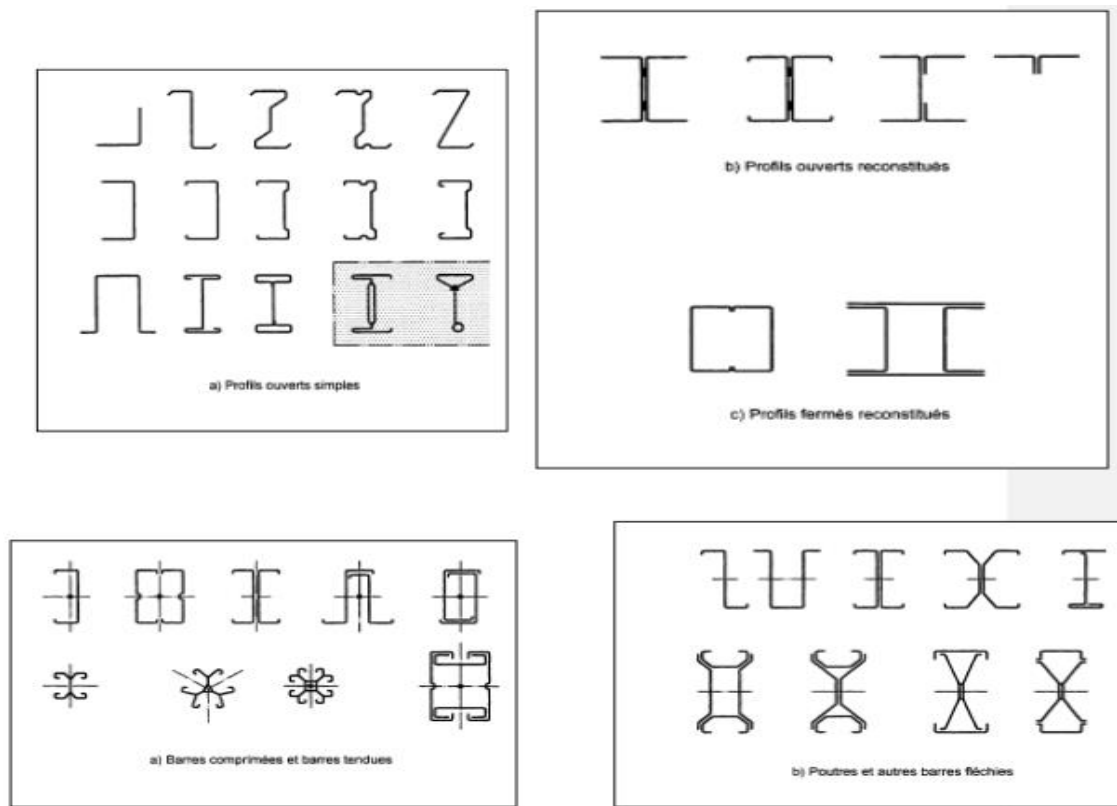 a) Profils ouverts simples
b) Profils ouverts reconstitués
c) Profils fermés reconstitués
a) Barres comprimées et barres tendues
b) Poutres et autres barres fléchies